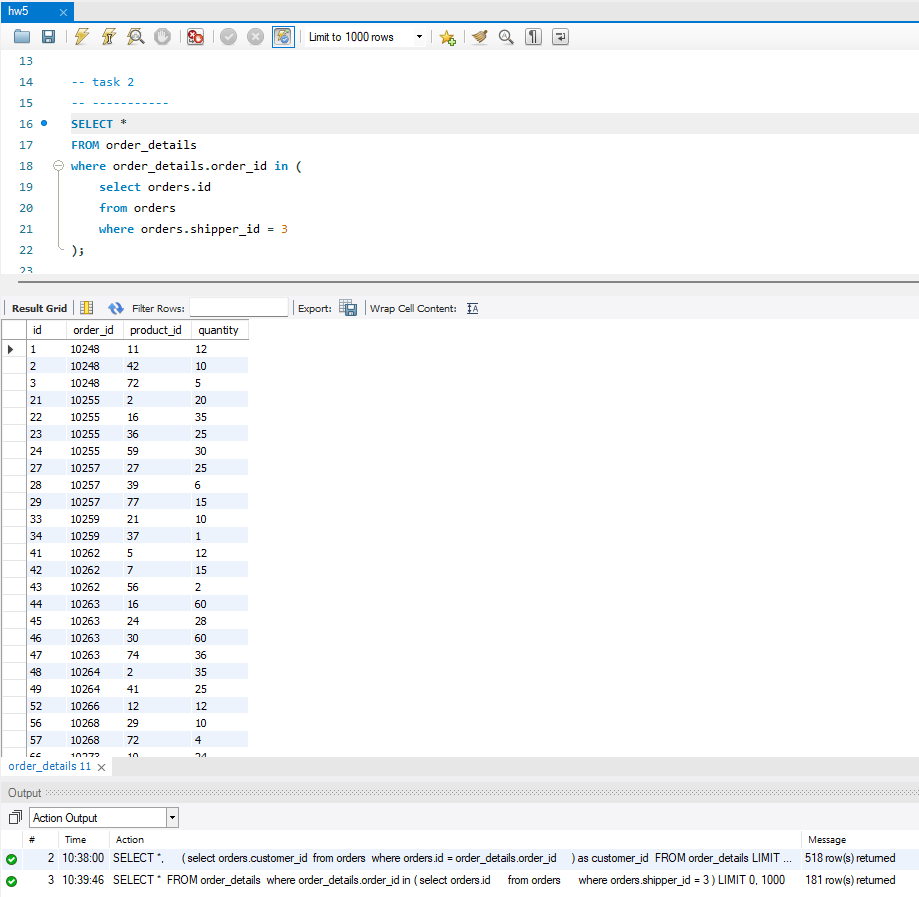 hw5
Limit to 1000 rows
13
14 -- task 2
15 -- -----------
16 SELECT *
17 FROM order_details
18 where order_details.order_id in (
19 select orders.id
20 from orders
21 where orders.shipper_id = 3
22 );
23
Result Grid Filter Rows: Export: Wrap Cell Content:
id order_id product_id quantity
1 10248 11 12
2 10248 42 10
3 10248 72 5
21 10255 2 20
22 10255 16 35
23 10255 36 25
24 10255 59 30
27 10257 27 25
28 10257 39 6
29 10257 77 15
33 10259 21 10
34 10259 37 1
41 10262 5 12
42 10262 7 15
43 10262 56 2
44 10263 16 60
45 10263 24 28
46 10263 30 60
47 10263 74 36
48 10264 2 35
49 10264 41 25
52 10266 12 12
56 10268 29 10
57 10268 72 4
order_details 11
Output
Action Output
# Time Action Message
2 10:38:00 SELECT *, ( select orders.customer_id from orders where orders.id = order_details.order_id ) as customer_id FROM order_details LIMIT ... 518 row(s) returned
3 10:39:46 SELECT * FROM order_details where order_details.order_id in ( select orders.id from orders where orders.shipper_id = 3 ) LIMIT 0, 1000 181 row(s) returned